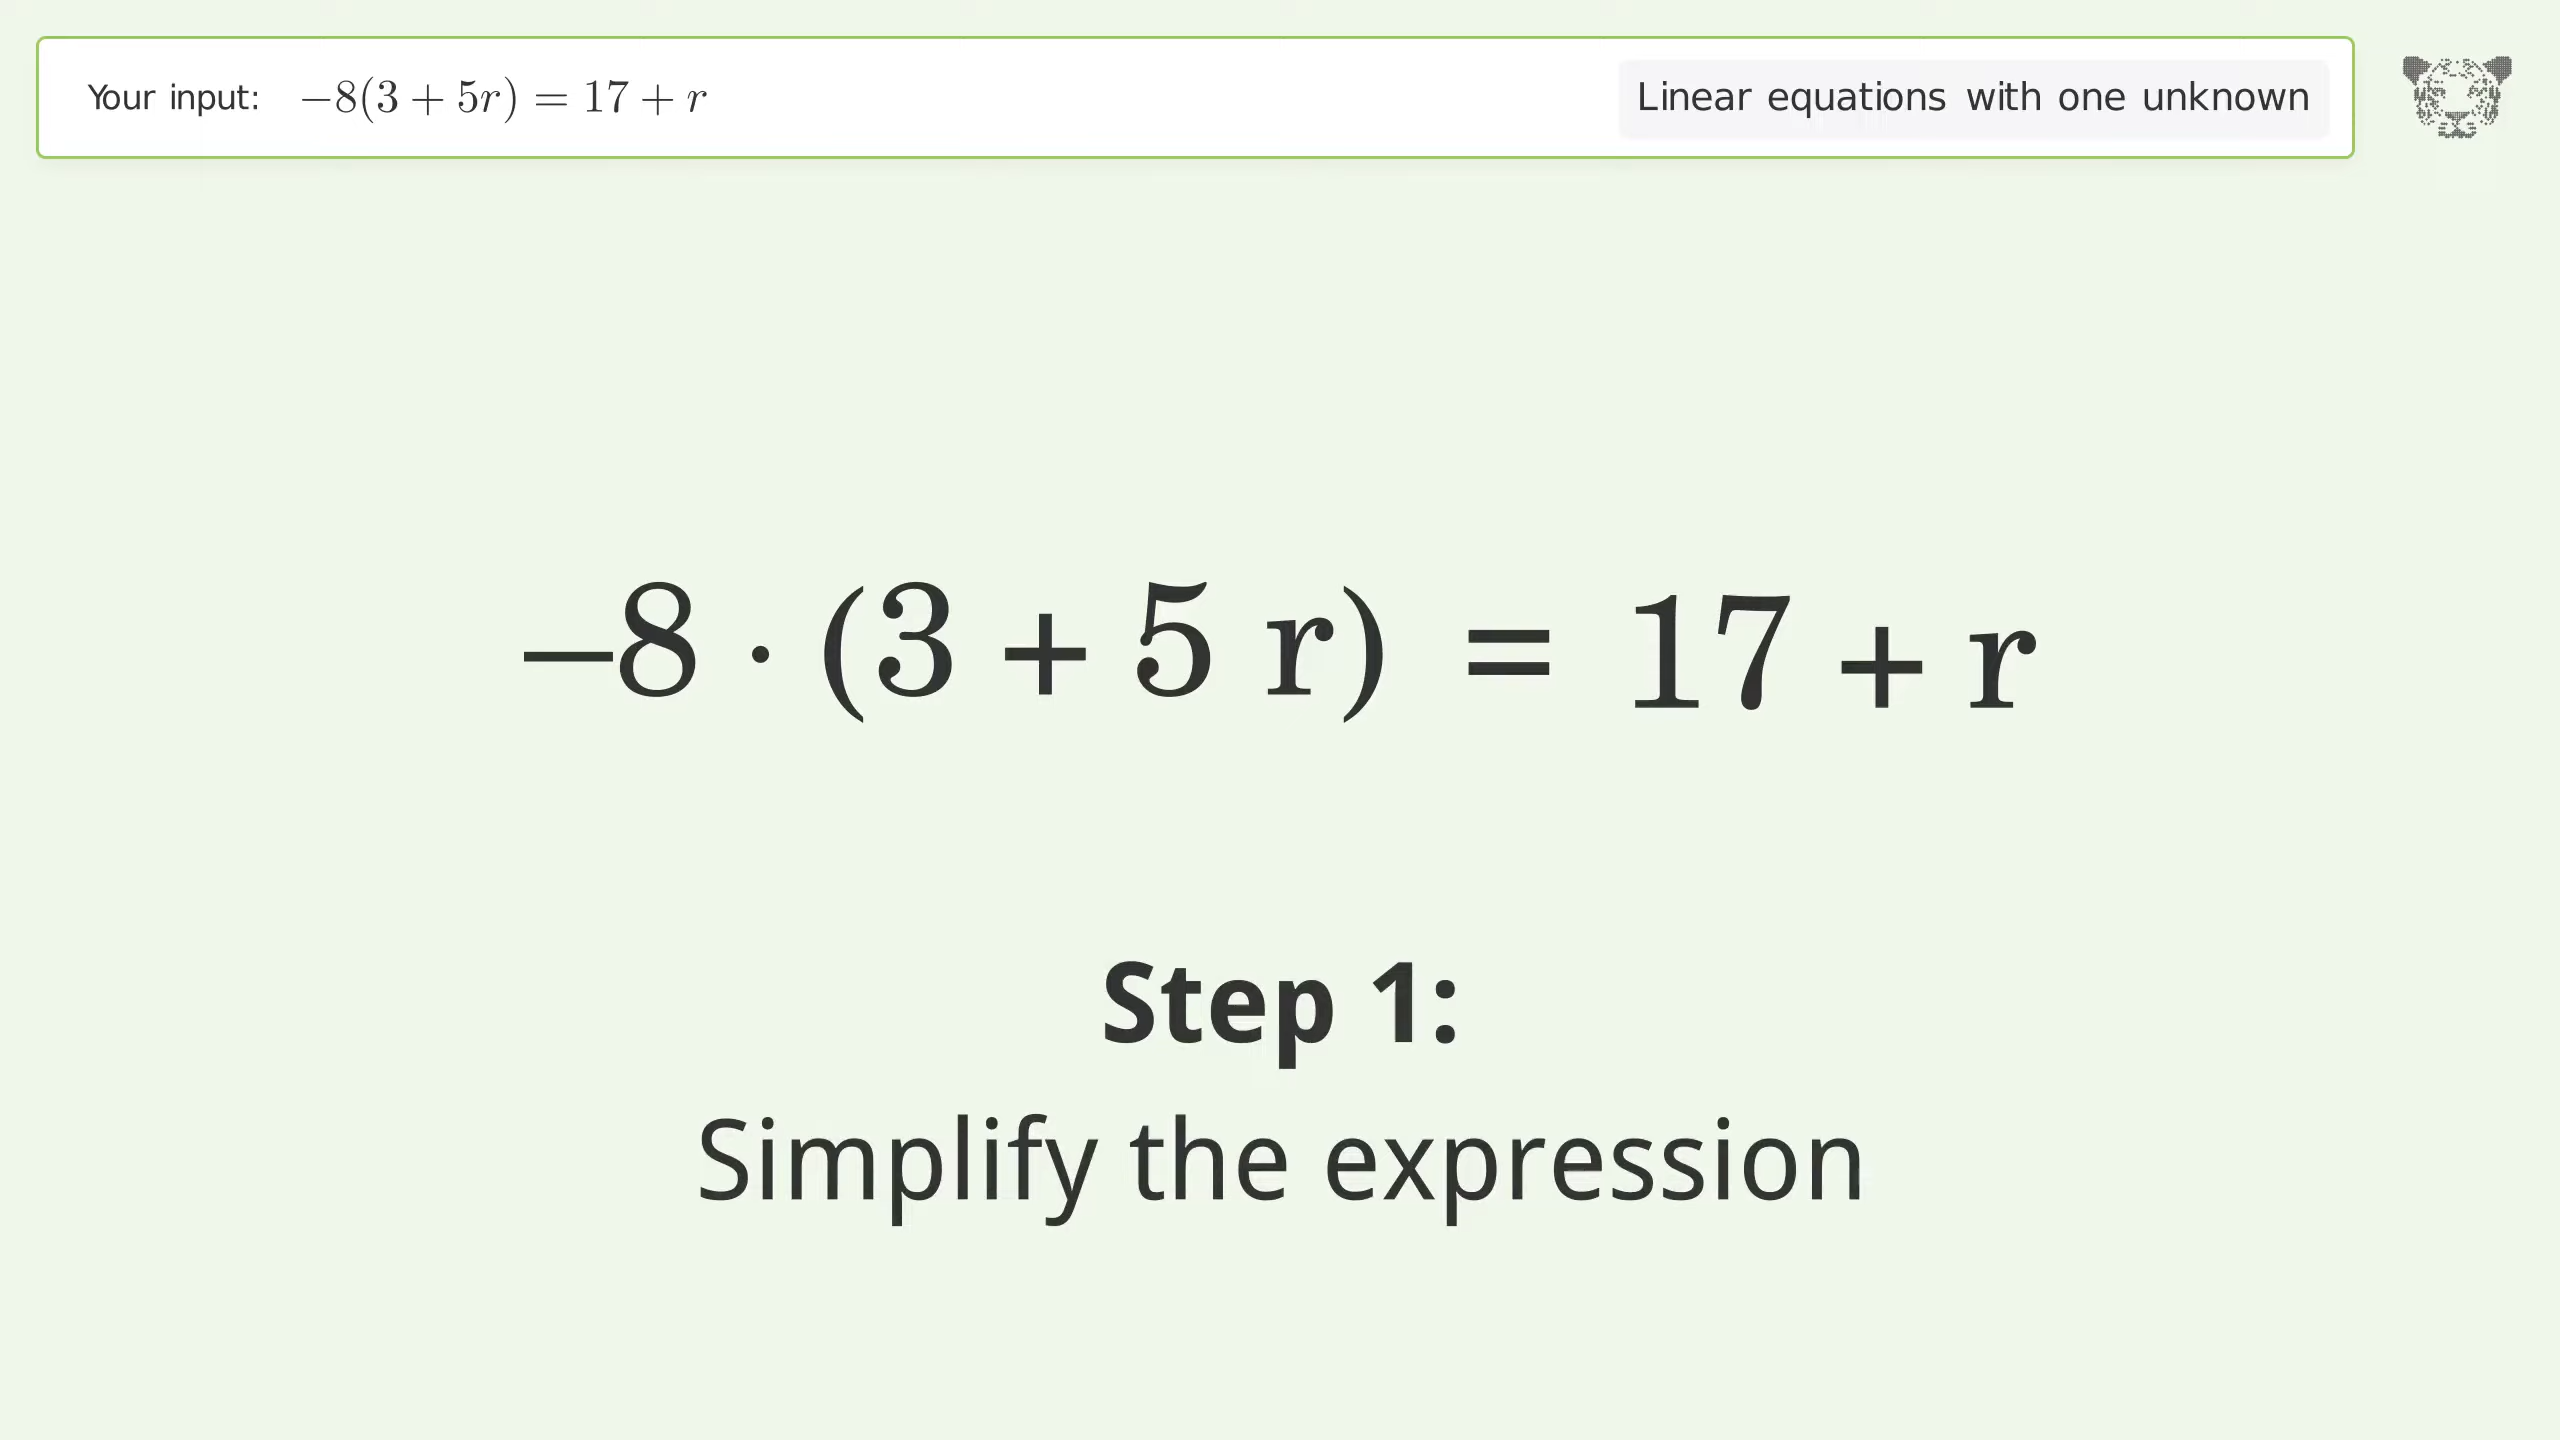 Your input: −8(3 + 5r) = 17 + r
Linear equations with one unknown
−8 · (3 + 5 r) = 17 + r
Step 1:
Simplify the expression